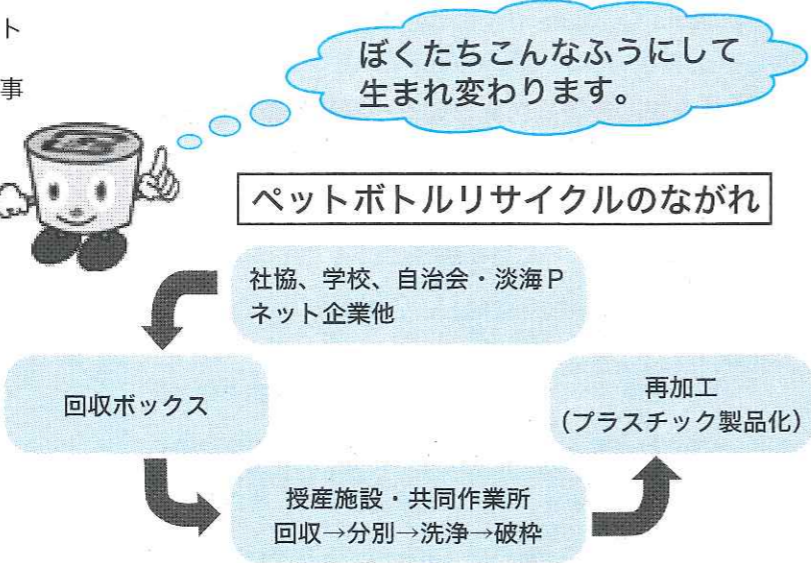 ト
事
ぼくたちこんなふうにして
生まれ変わります。
ペットボトルリサイクルのながれ
社協、学校、自治会・淡海P
ネット企業他
回収ボックス
授産施設・共同作業所
回収→分別→洗浄→破枠
再加工
（プラスチック製品化）